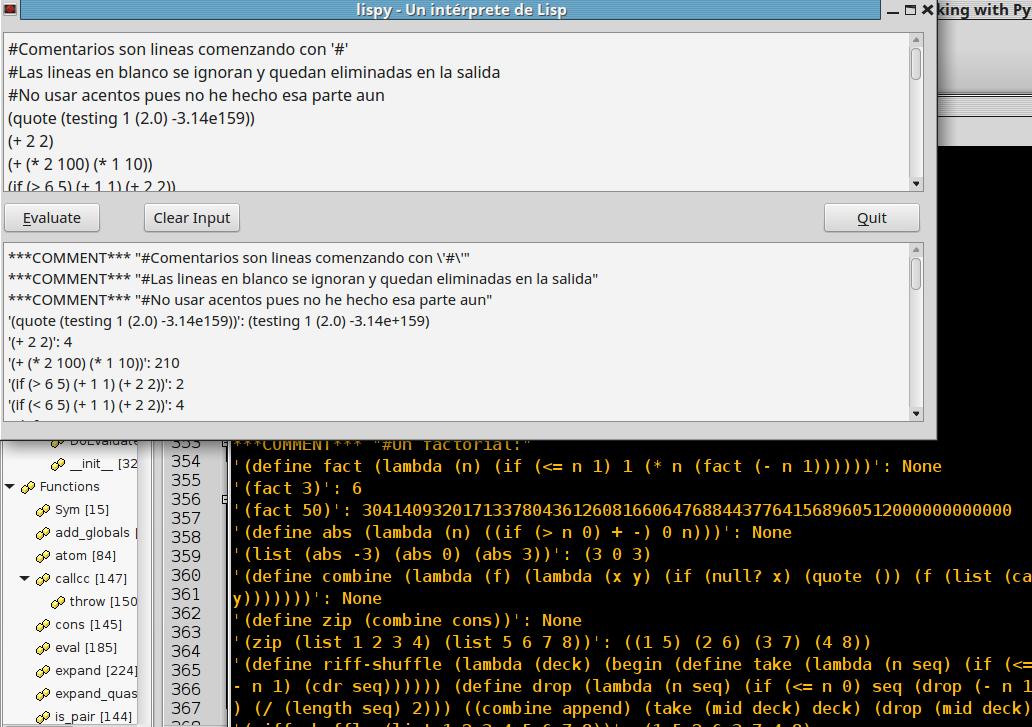 lispy - Un intérprete de Lisp
king with Py
#Comentarios son lineas comenzando con '#'
#Las lineas en blanco se ignoran y quedan eliminadas en la salida
#No usar acentos pues no he hecho esa parte aun
(quote (testing 1 (2.0) -3.14e159))
(+ 2 2)
(+ (* 2 100) (* 1 10))
(if (> 6 5) (+ 1 1) (+ 2 2))
Evaluate
Clear Input
Quit
***COMMENT*** "#Comentarios son lineas comenzando con \'#\'"
***COMMENT*** "#Las lineas en blanco se ignoran y quedan eliminadas en la salida"
***COMMENT*** "#No usar acentos pues no he hecho esa parte aun"
'(quote (testing 1 (2.0) -3.14e159))': (testing 1 (2.0) -3.14e+159)
'(+ 2 2)': 4
'(+ (* 2 100) (* 1 10))': 210
'(if (> 6 5) (+ 1 1) (+ 2 2))': 2
'(if (< 6 5) (+ 1 1) (+ 2 2))': 4
DoEvaluate
__init__ [32
Functions
Sym [15]
add_globals [
atom [84]
callcc [147]
throw [150
cons [145]
eval [185]
expand [224]
expand_quas
is_pair [144]
353
354
355
356
357
358
359
360
361
362
363
364
365
366
367
368
***COMMENT*** "#Un factorial:"
'(define fact (lambda (n) (if (<= n 1) 1 (* n (fact (- n 1))))))': None
'(fact 3)': 6
'(fact 50)': 30414093201713378043612608166064768844377641568960512000000000000
'(define abs (lambda (n) ((if (> n 0) + -) 0 n)))': None
'(list (abs -3) (abs 0) (abs 3))': (3 0 3)
'(define combine (lambda (f) (lambda (x y) (if (null? x) (quote ()) (f (list (ca
y)))))))': None
'(define zip (combine cons))': None
'(zip (list 1 2 3 4) (list 5 6 7 8))': ((1 5) (2 6) (3 7) (4 8))
'(define riff-shuffle (lambda (deck) (begin (define take (lambda (n seq) (if (<=
- n 1) (cdr seq)))))) (define drop (lambda (n seq) (if (<= n 0) seq (drop (- n 1
) (/ (length seq) 2))) ((combine append) (take (mid deck) deck) (drop (mid deck)